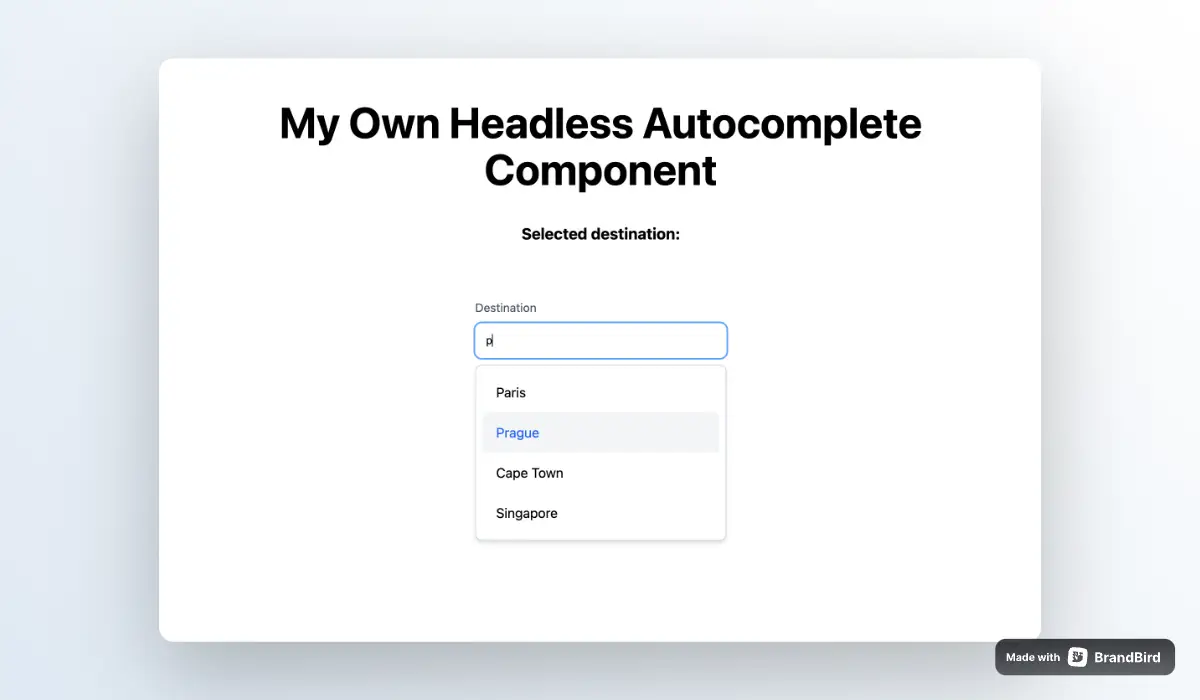 My Own Headless Autocomplete
Component
Selected destination:
Destination
p
Paris
Prague
Cape Town
Singapore
Made with BrandBird